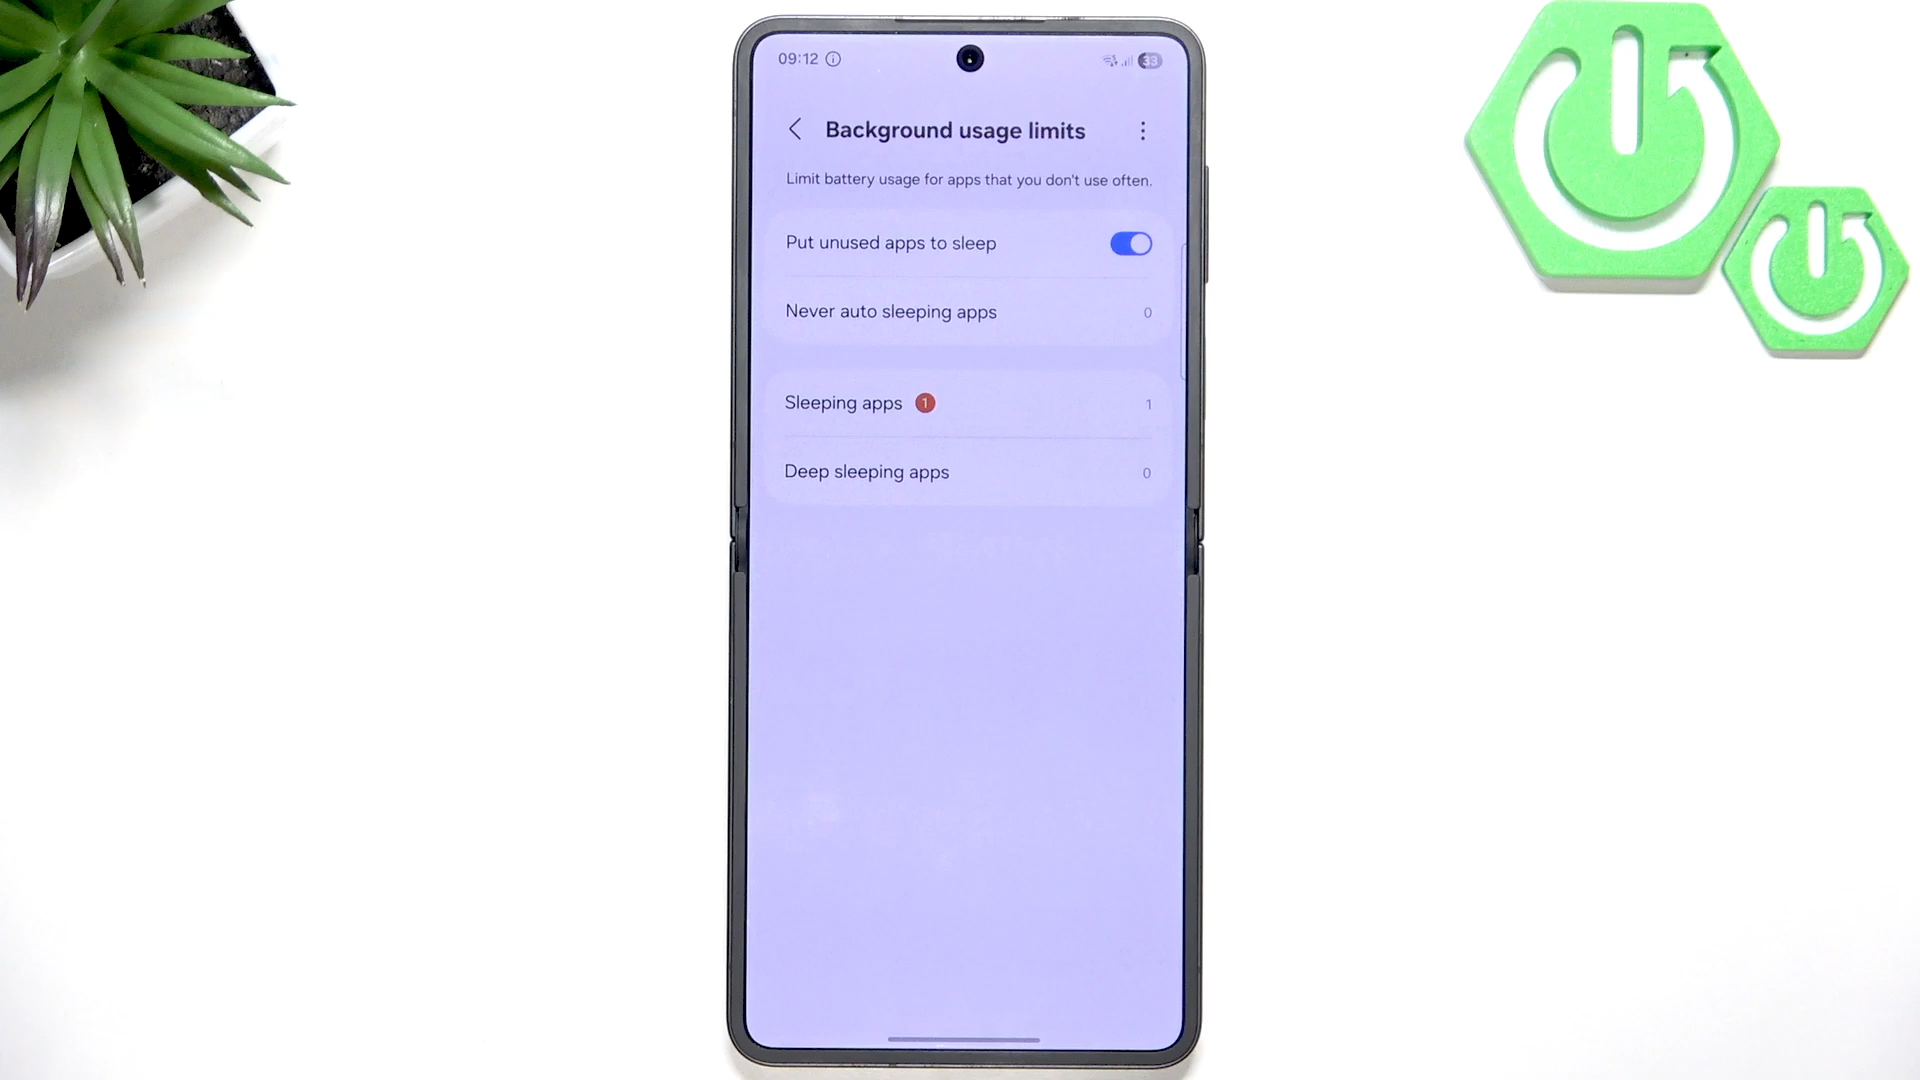 09:12
33
Background usage limits
Limit battery usage for apps that you don't use often.
Put unused apps to sleep
Never auto sleeping apps 0
Sleeping apps 1 1
Deep sleeping apps 0